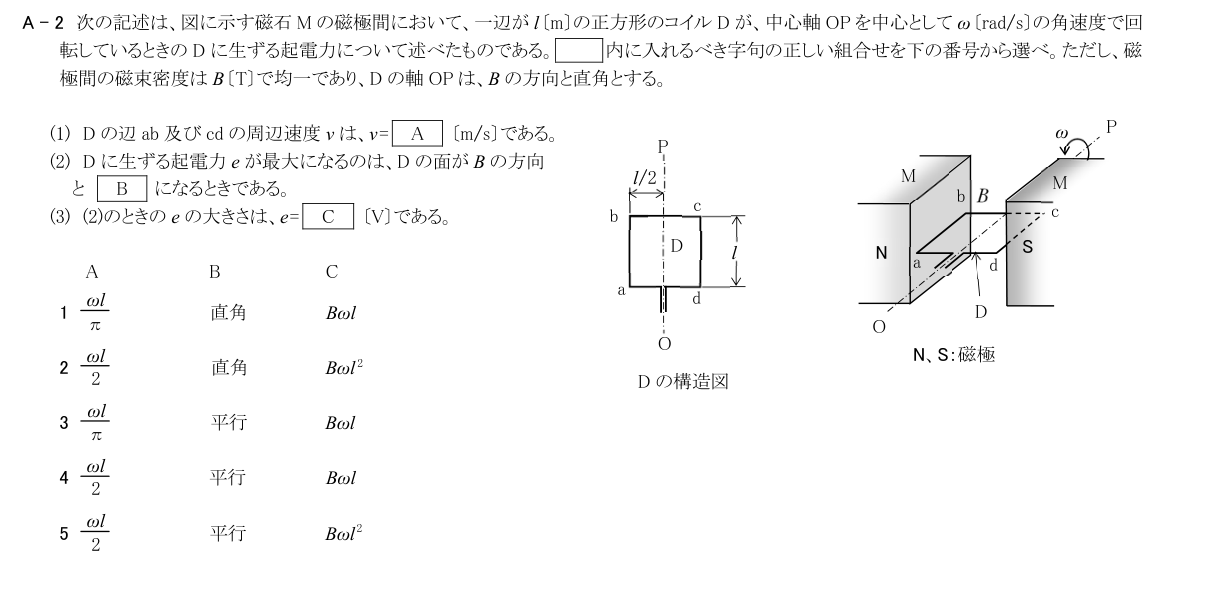 A－2 次の記述は、図に示す磁石 M の磁極間において、一辺が l〔m〕の正方形のコイル D が、中心軸 OP を中心として ω〔rad/s〕の角速度で回
転しているときの D に生ずる起電力について述べたものである。 内に入れるべき字句の正しい組合せを下の番号から選べ。ただし、磁
極間の磁束密度は B〔T〕で均一であり、D の軸 OP は、B の方向と直角とする。
(1) D の辺 ab 及び cd の周辺速度 v は、v= A 〔m/s〕である。
(2) D に生ずる起電力 e が最大になるのは、D の面が B の方向
と B になるときである。
(3) (2)のときの e の大きさは、e= C 〔V〕である。
A B C
1 ωl/π 直角 Bωl
2 ωl/2 直角 Bωl²
3 ωl/π 平行 Bωl
4 ωl/2 平行 Bωl
5 ωl/2 平行 Bωl²
P
l/2
b c
D
l
a d
O
D の構造図
ω P
M M
b B
c
N S
a d
D
O
N、S：磁極